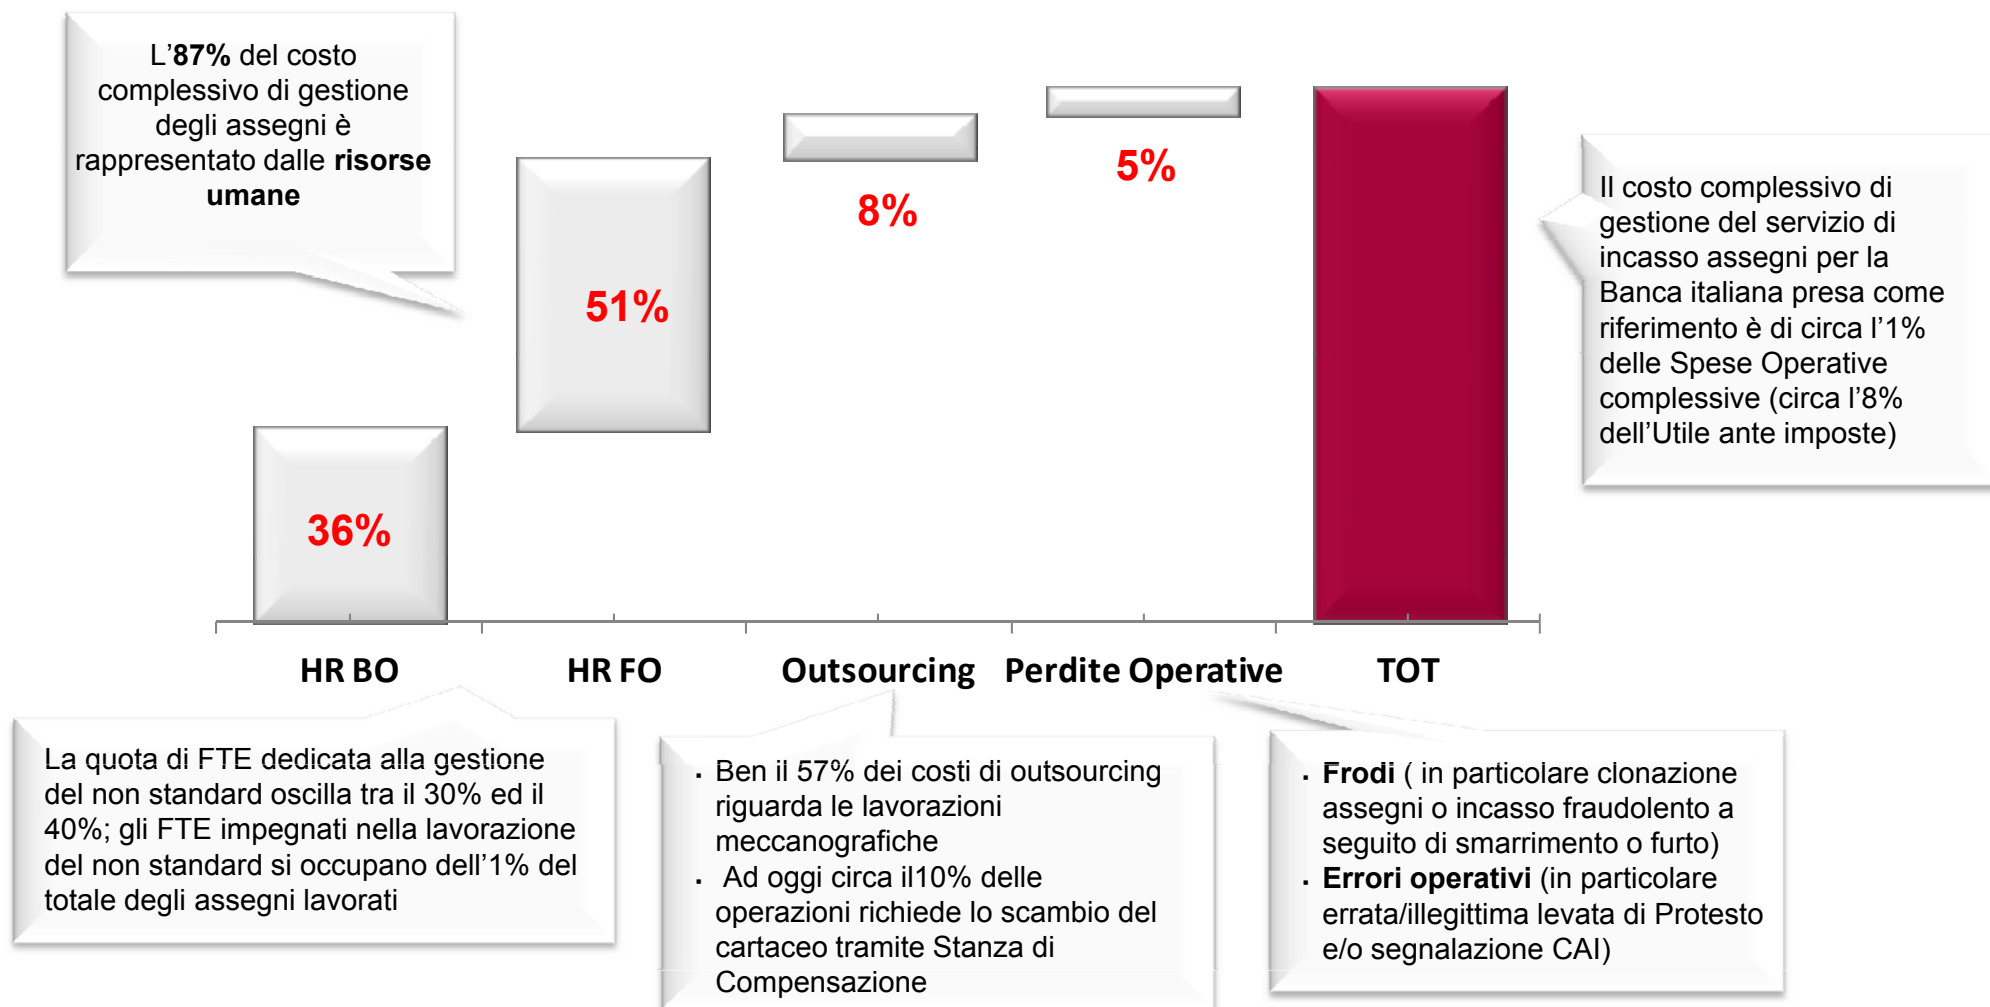 L’87% del costo
complessivo di gestione
degli assegni è
rappresentato dalle risorse
umane
36%
51%
8%
5%
Il costo complessivo di
gestione del servizio di
incasso assegni per la
Banca italiana presa come
riferimento è di circa l’1%
delle Spese Operative
complessive (circa l’8%
dell’Utile ante imposte)
HR BO
HR FO
Outsourcing
Perdite Operative
TOT
La quota di FTE dedicata alla gestione
del non standard oscilla tra il 30% ed il
40%; gli FTE impegnati nella lavorazione
del non standard si occupano dell’1% del
totale degli assegni lavorati
▪ Ben il 57% dei costi di outsourcing
riguarda le lavorazioni
meccanografiche
▪ Ad oggi circa il10% delle
operazioni richiede lo scambio del
cartaceo tramite Stanza di
Compensazione
▪ Frodi ( in particolare clonazione
assegni o incasso fraudolento a
seguito di smarrimento o furto)
▪ Errori operativi (in particolare
errata/illegittima levata di Protesto
e/o segnalazione CAI)